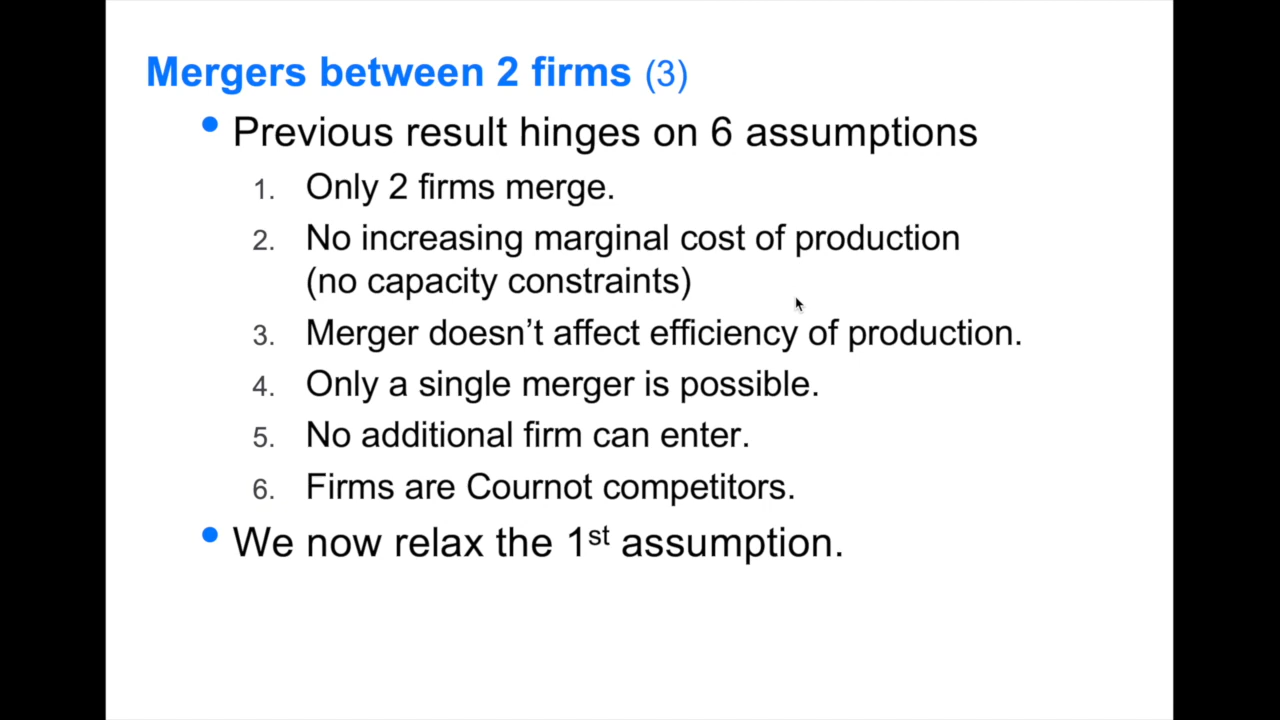 Mergers between 2 firms (3)
• Previous result hinges on 6 assumptions
1. Only 2 firms merge.
2. No increasing marginal cost of production
(no capacity constraints)
3. Merger doesn’t affect efficiency of production.
4. Only a single merger is possible.
5. No additional firm can enter.
6. Firms are Cournot competitors.
• We now relax the 1st assumption.